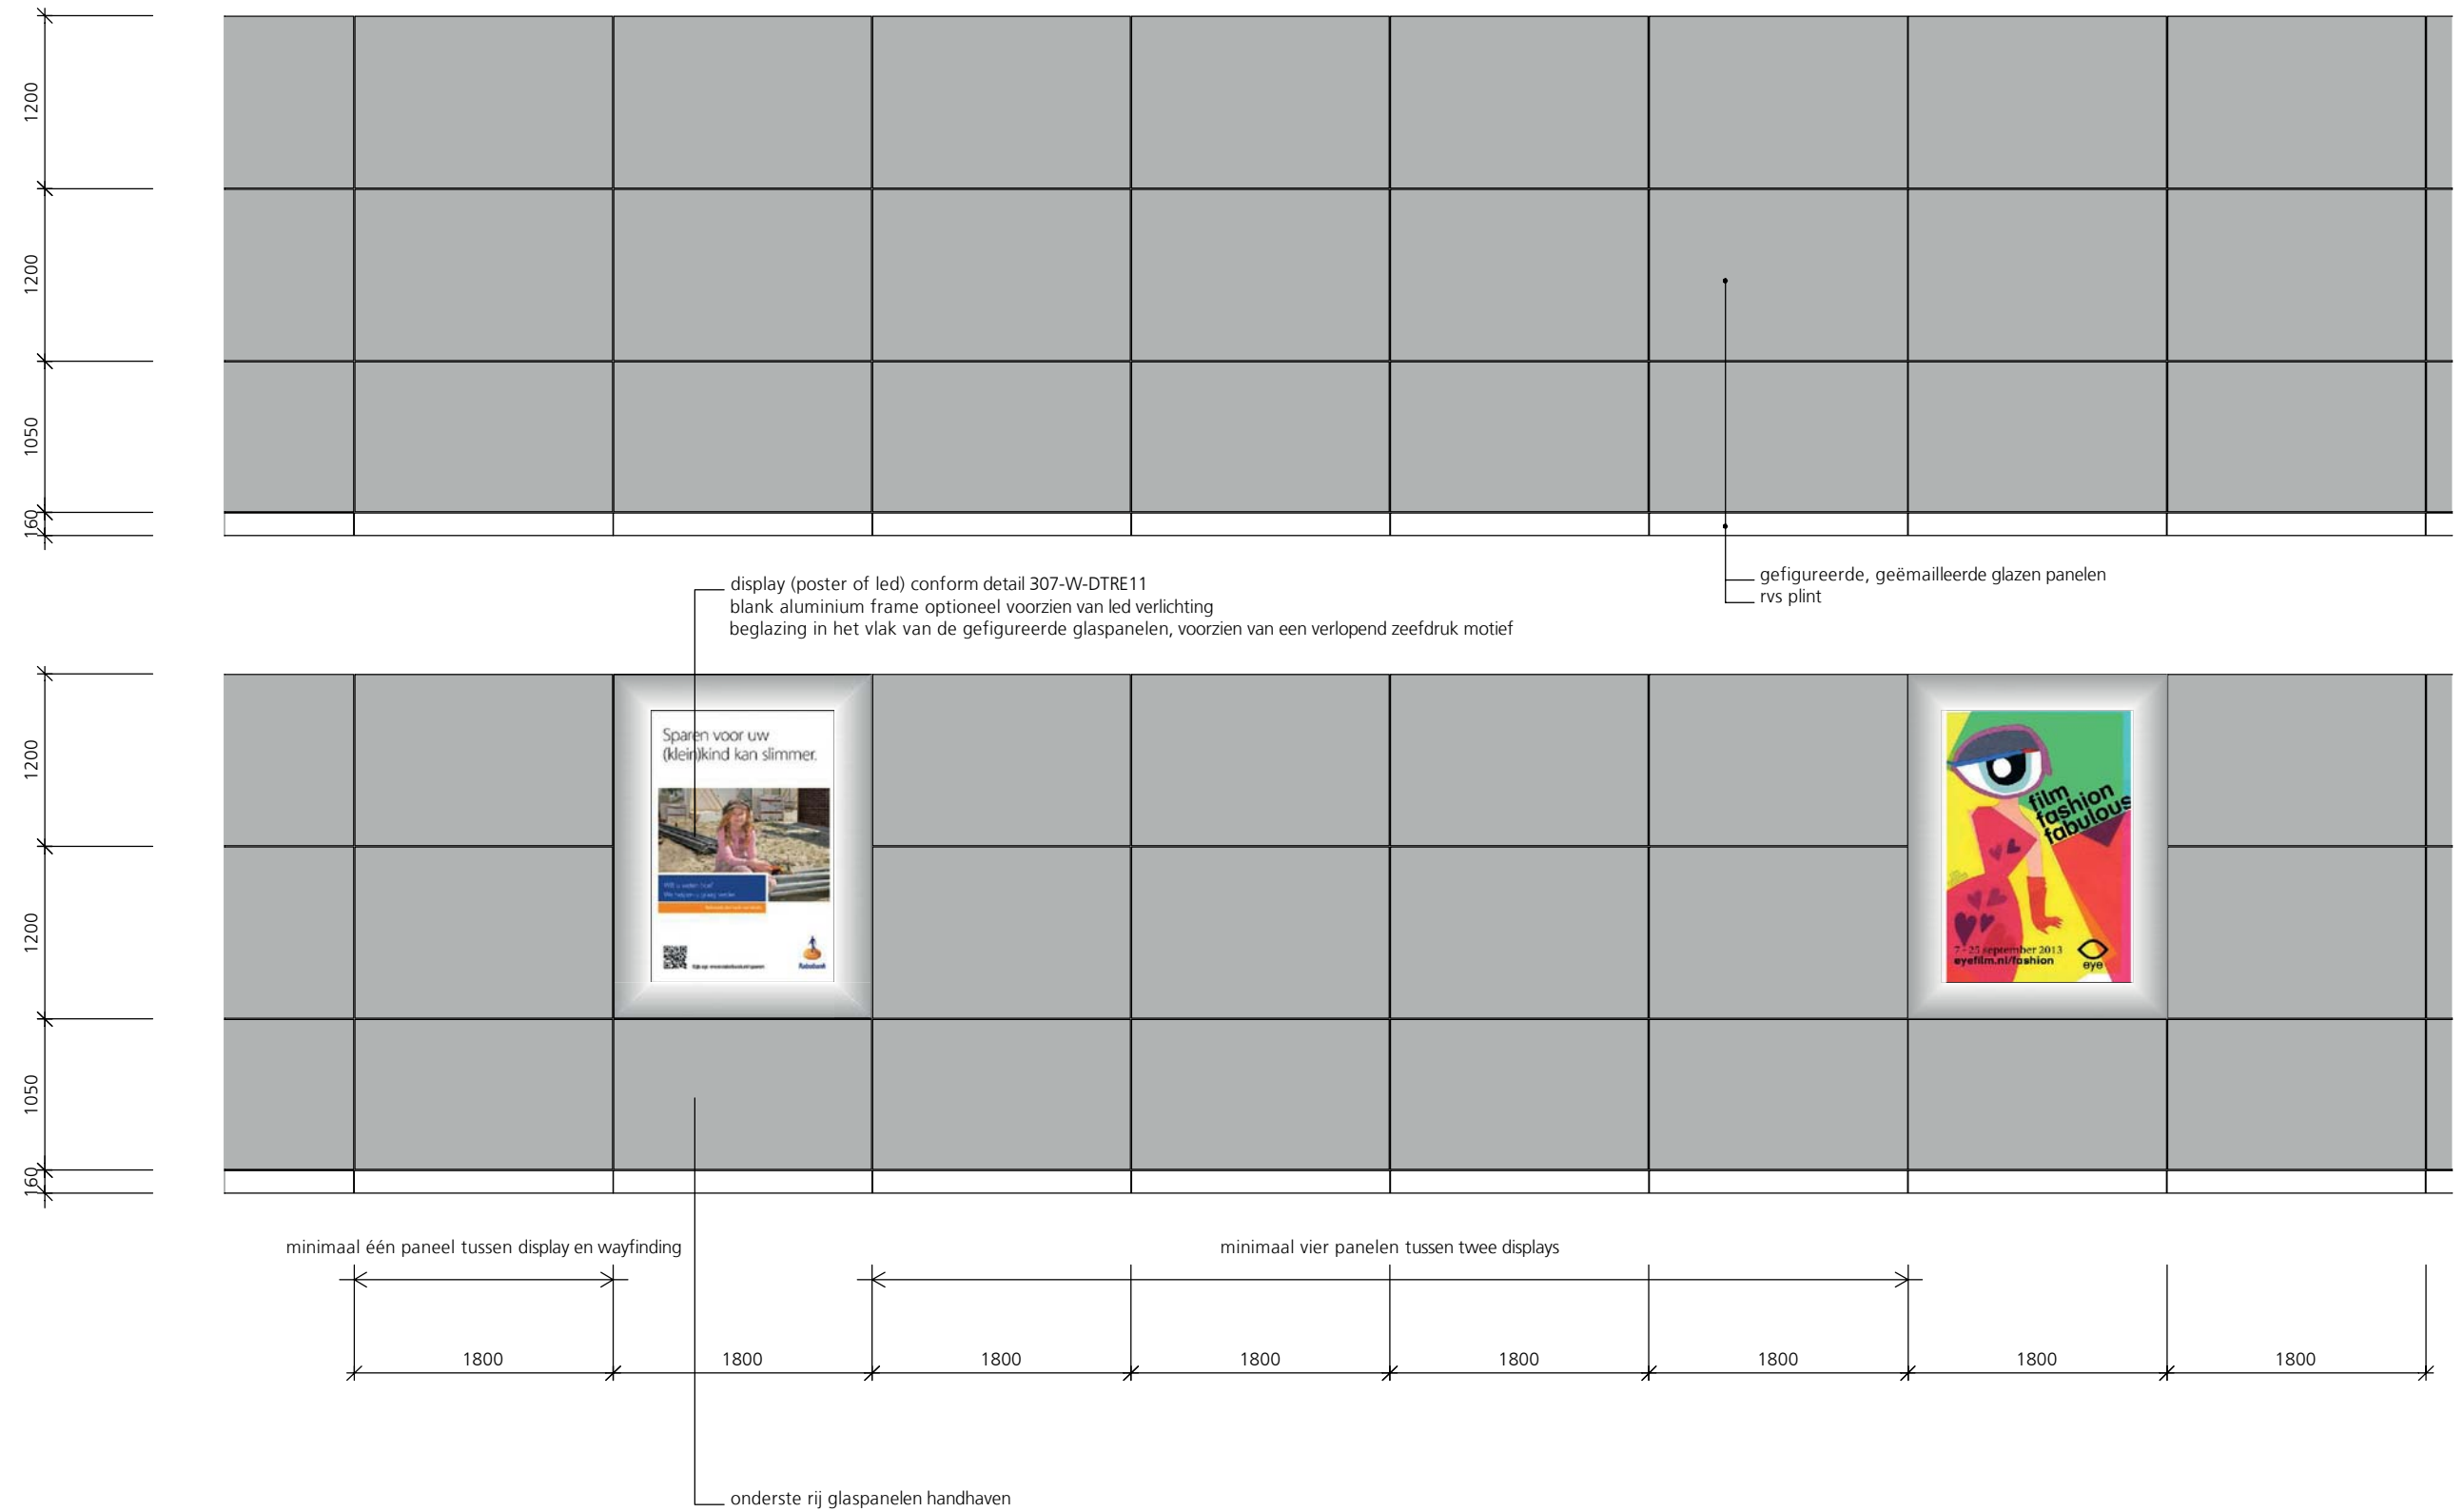 1200
1200
1050
160
gefigureerde, geëmailleerde glazen panelen
rvs plint
display (poster of led) conform detail 307-W-DTRE11
blank aluminium frame optioneel voorzien van led verlichting
beglazing in het vlak van de gefigureerde glaspanelen, voorzien van een verlopend zeefdruk motief
1200
1200
1050
160
Sparen voor uw
(klein)kind kan slimmer.
Rabobank
film
fashion
fabulous
7 - 25 september 2013
eyefilm.nl/fashion
eye
minimaal één paneel tussen display en wayfinding
minimaal vier panelen tussen twee displays
1800 1800 1800 1800 1800 1800 1800 1800
onderste rij glaspanelen handhaven